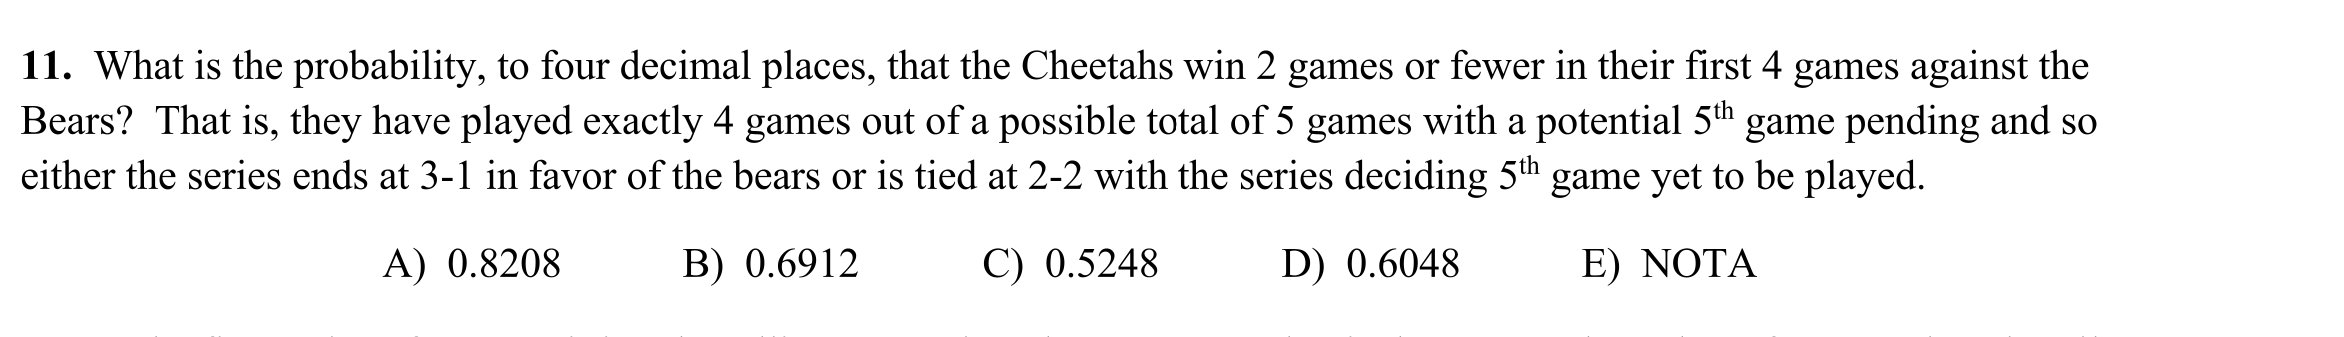 11. What is the probability, to four decimal places, that the Cheetahs win 2 games or fewer in their first 4 games against the
Bears? That is, they have played exactly 4 games out of a possible total of 5 games with a potential 5th game pending and so
either the series ends at 3-1 in favor of the bears or is tied at 2-2 with the series deciding 5th game yet to be played.
A) 0.8208 B) 0.6912 C) 0.5248 D) 0.6048 E) NOTA